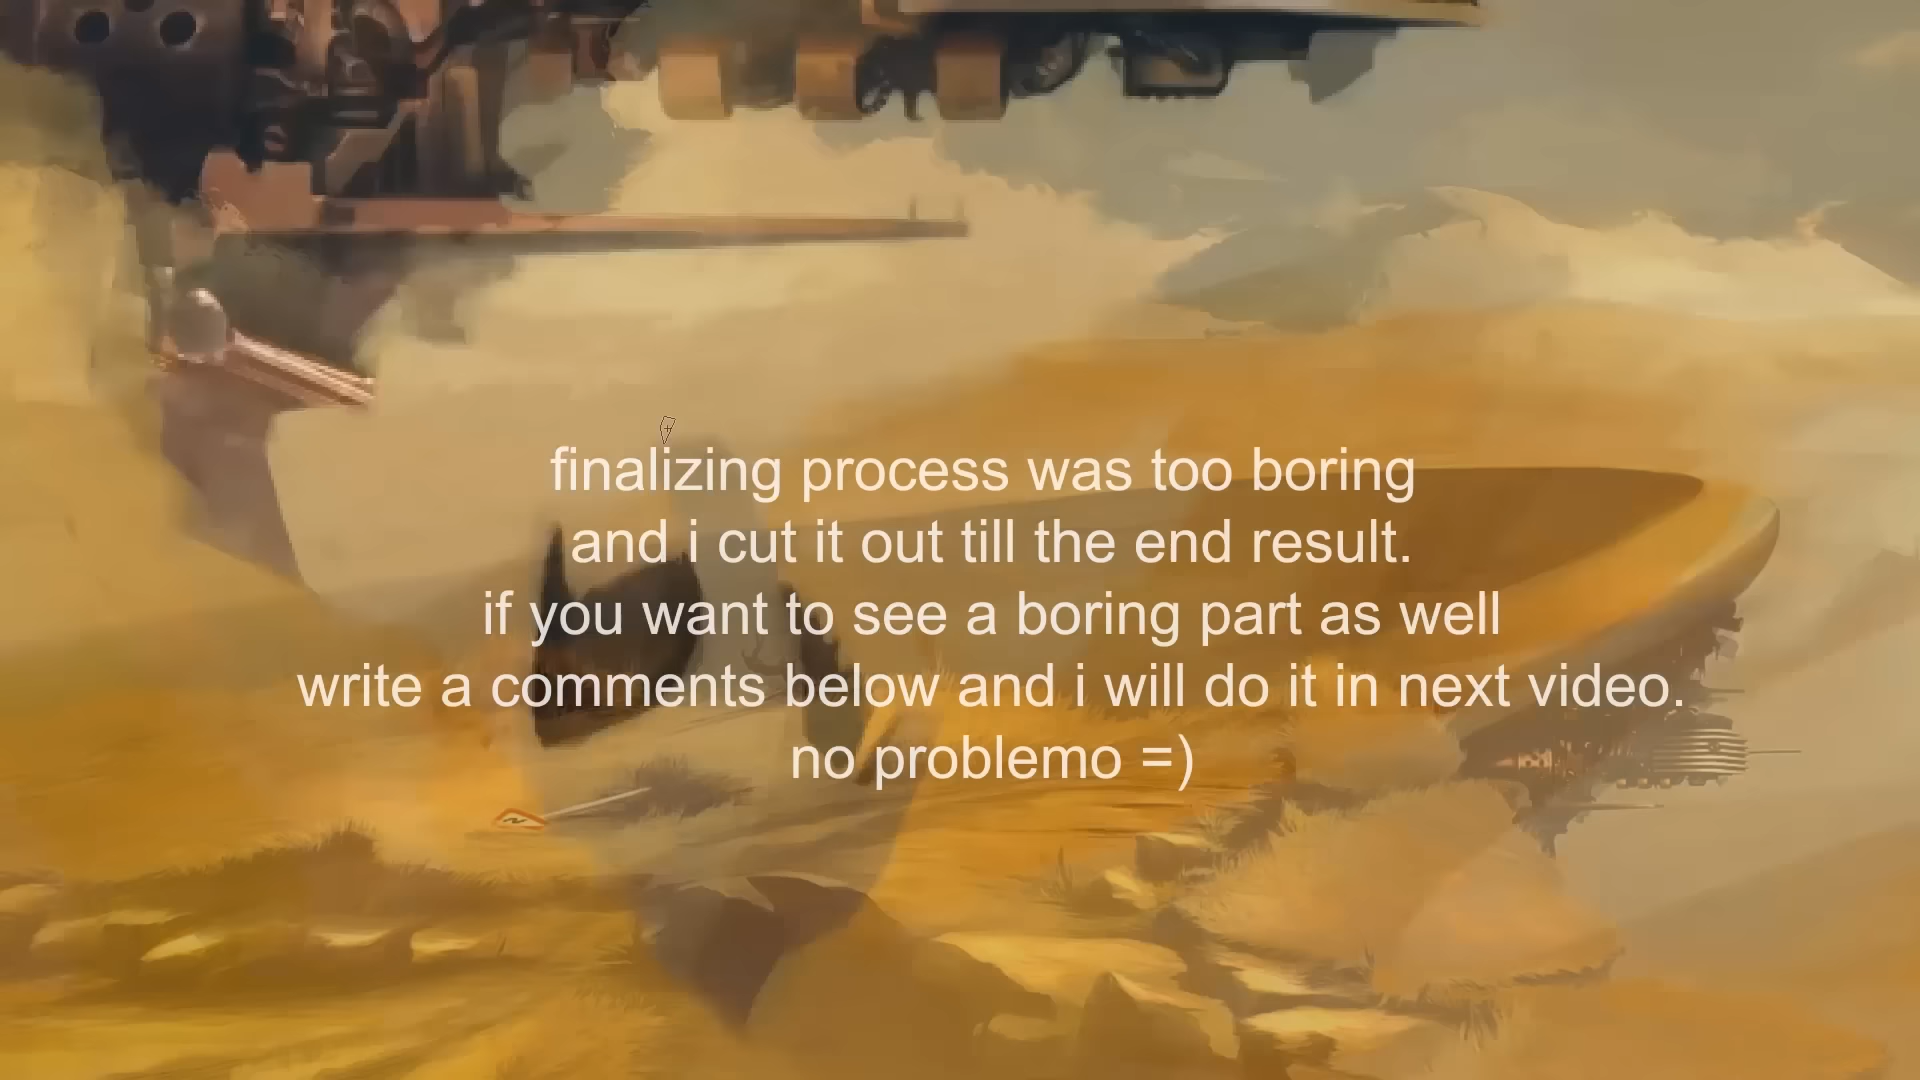 finalizing process was too boring
and i cut it out till the end result.
if you want to see a boring part as well
write a comments below and i will do it in next video.
no problemo =)